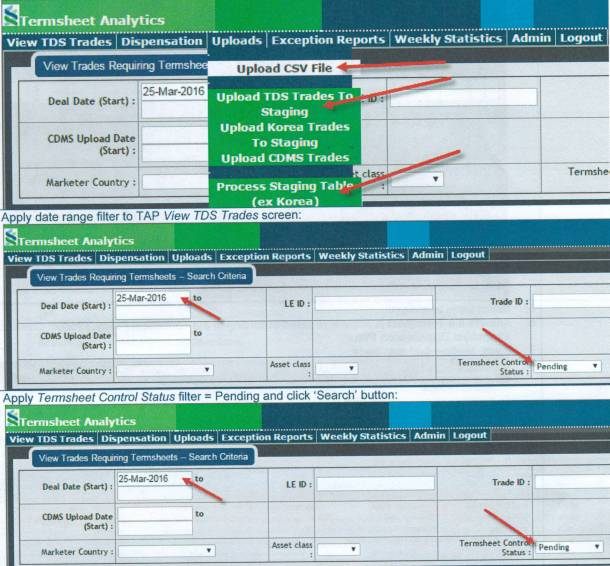 Termsheet Analytics
View TDS Trades Dispensation Uploads Exception Reports Weekly Statistics Admin Logout
View Trades Requiring Termshee
Upload CSV File
Deal Date (Start) : 25-Mar-2016
Upload TDS Trades To
Staging
ID :
CDMS Upload Date
(Start) :
Upload Korea Trades
To Staging
Upload CDMS Trades
Marketer Country :
et class
:
Termshe
Process Staging Table
(ex Korea)
Apply date range filter to TAP View TDS Trades screen:
Termsheet Analytics
View TDS Trades Dispensation Uploads Exception Reports Weekly Statistics Admin Logout
View Trades Requiring Termsheets – Search Criteria
Deal Date (Start) : 25-Mar-2016 to LE ID : Trade ID :
CDMS Upload Date
(Start) :
to
Marketer Country : Asset class
:
Termsheet Control
Status : Pending
Apply Termsheet Control Status filter = Pending and click 'Search' button:
Termsheet Analytics
View TDS Trades Dispensation Uploads Exception Reports Weekly Statistics Admin Logout
View Trades Requiring Termsheets – Search Criteria
Deal Date (Start) : 25-Mar-2016 to LE ID : Trade ID :
CDMS Upload Date
(Start) :
to
Marketer Country : Asset class
:
Termsheet Control
Status : Pending